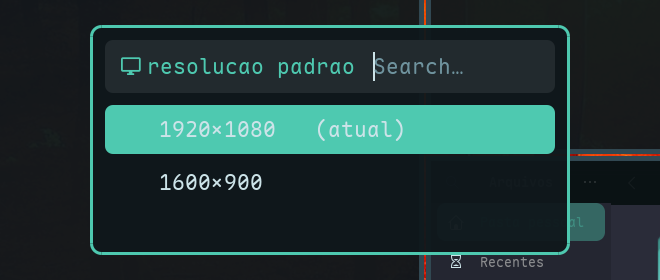 resolucao padrao Search…
1920×1080 (atual)
1600×900
...
Recentes